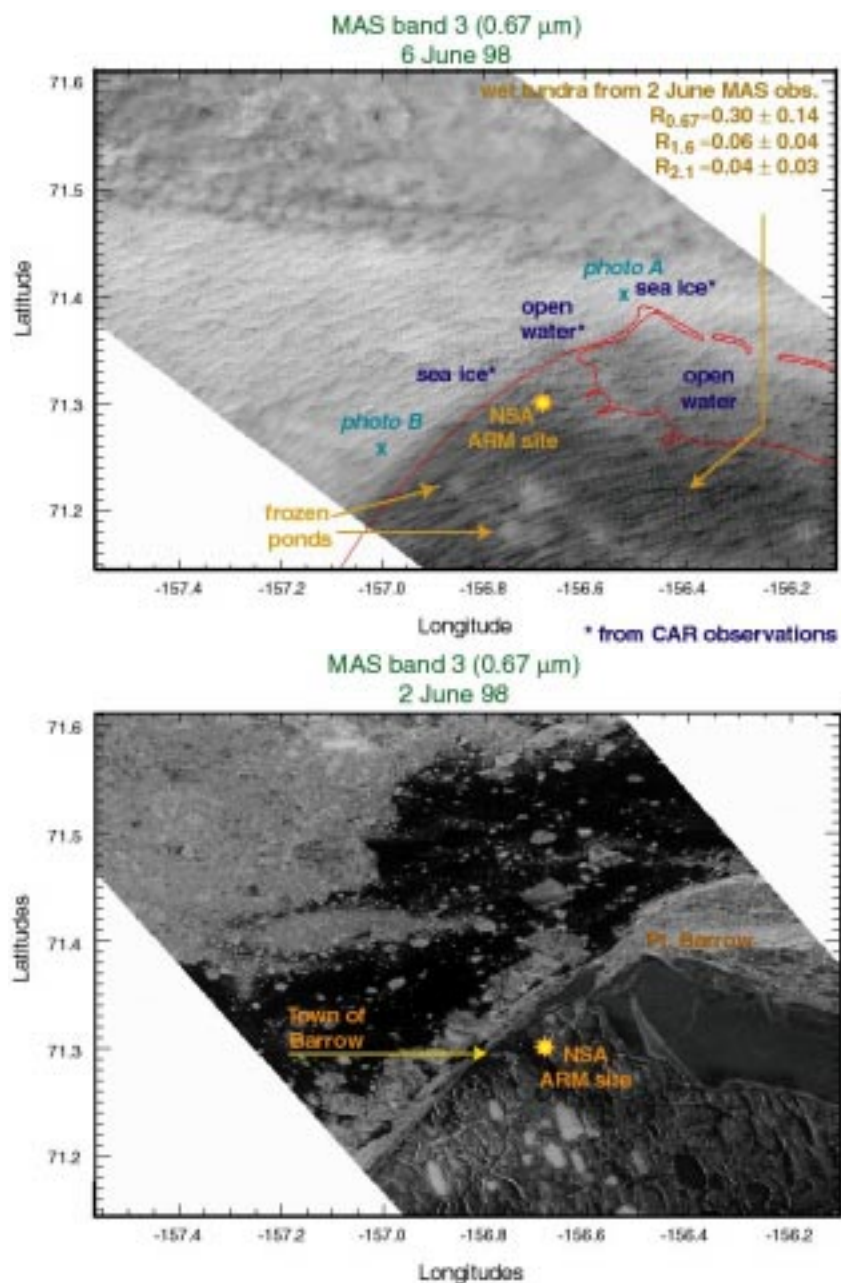 MAS band 3 (0.67 μm)
6 June 98
wet tundra from 2 June MAS obs.
R0.67=0.30 ± 0.14
R1.6 =0.06 ± 0.04
R2.1 =0.04 ± 0.03
71.6
71.5
71.4
71.3
71.2
Latitude
photo A
x
sea ice*
open
water*
sea ice*
open
water
NSA
ARM site
photo B
x
frozen
ponds
-157.4
-157.2
-157.0
-156.8
-156.6
-156.4
-156.2
Longitude
* from CAR observations
MAS band 3 (0.67 μm)
2 June 98
71.6
71.5
71.4
71.3
71.2
Latitudes
Pt. Barrow
Town of
Barrow
NSA
ARM site
-157.4
-157.2
-157.0
-156.8
-156.6
-156.4
-156.2
Longitudes